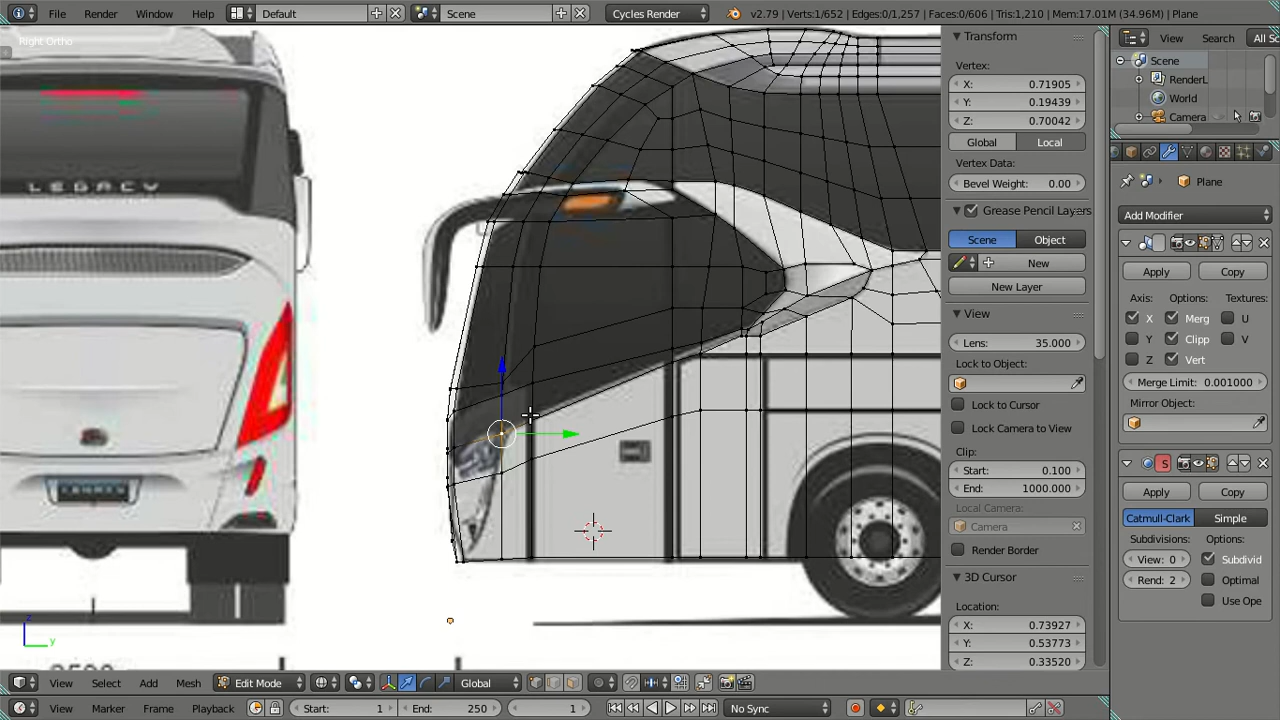 File Render Window Help Default Scene Cycles Render v2.79 | Verts:1/652 | Edges:0/1,257 | Faces:0/606 | Tris:1,210 | Mem:17.01M (34.96M) | Plane
Right Ortho
LEGACY
LEGACY
Transform
Vertex:
X: 0.71905
Y: 0.19439
Z: 0.70042
Global Local
Vertex Data:
Bevel Weight: 0.00
Grease Pencil Layers
Scene Object
New
New Layer
View
Lens: 35.000
Lock to Object:
Lock to Cursor
Lock Camera to View
Clip:
Start: 0.100
End: 1000.000
Local Camera:
Camera
Render Border
3D Cursor
Location:
X: 0.73927
Y: 0.53773
Z: 0.33520
View Search All Sc
Scene
RenderL
World
Camera
Plane
Add Modifier
Apply Copy
Axis: Options: Textures:
X Merg U
Y Clipp V
Z Vert
Merge Limit: 0.001000
Mirror Object:
S
Apply Copy
Catmull-Clark Simple
Subdivisions: Options:
View: 0 Subdivid
Rend: 2 Optimal
Use Ope
z
y
View Select Add Mesh Edit Mode Global
View Marker Frame Playback Start: 1 End: 250 1 No Sync